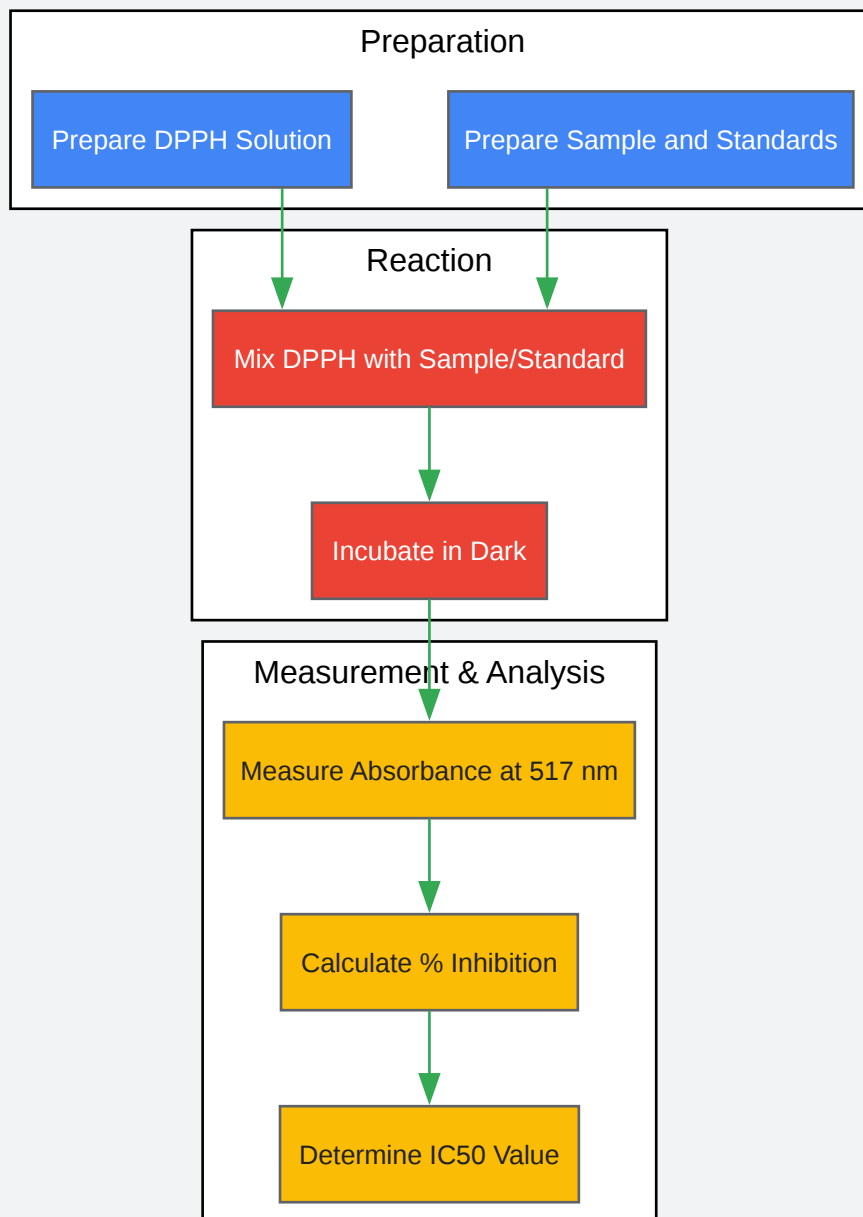 Preparation
Prepare DPPH Solution
Prepare Sample and Standards
Reaction
Mix DPPH with Sample/Standard
Incubate in Dark
Measurement & Analysis
Measure Absorbance at 517 nm
Calculate % Inhibition
Determine IC50 Value